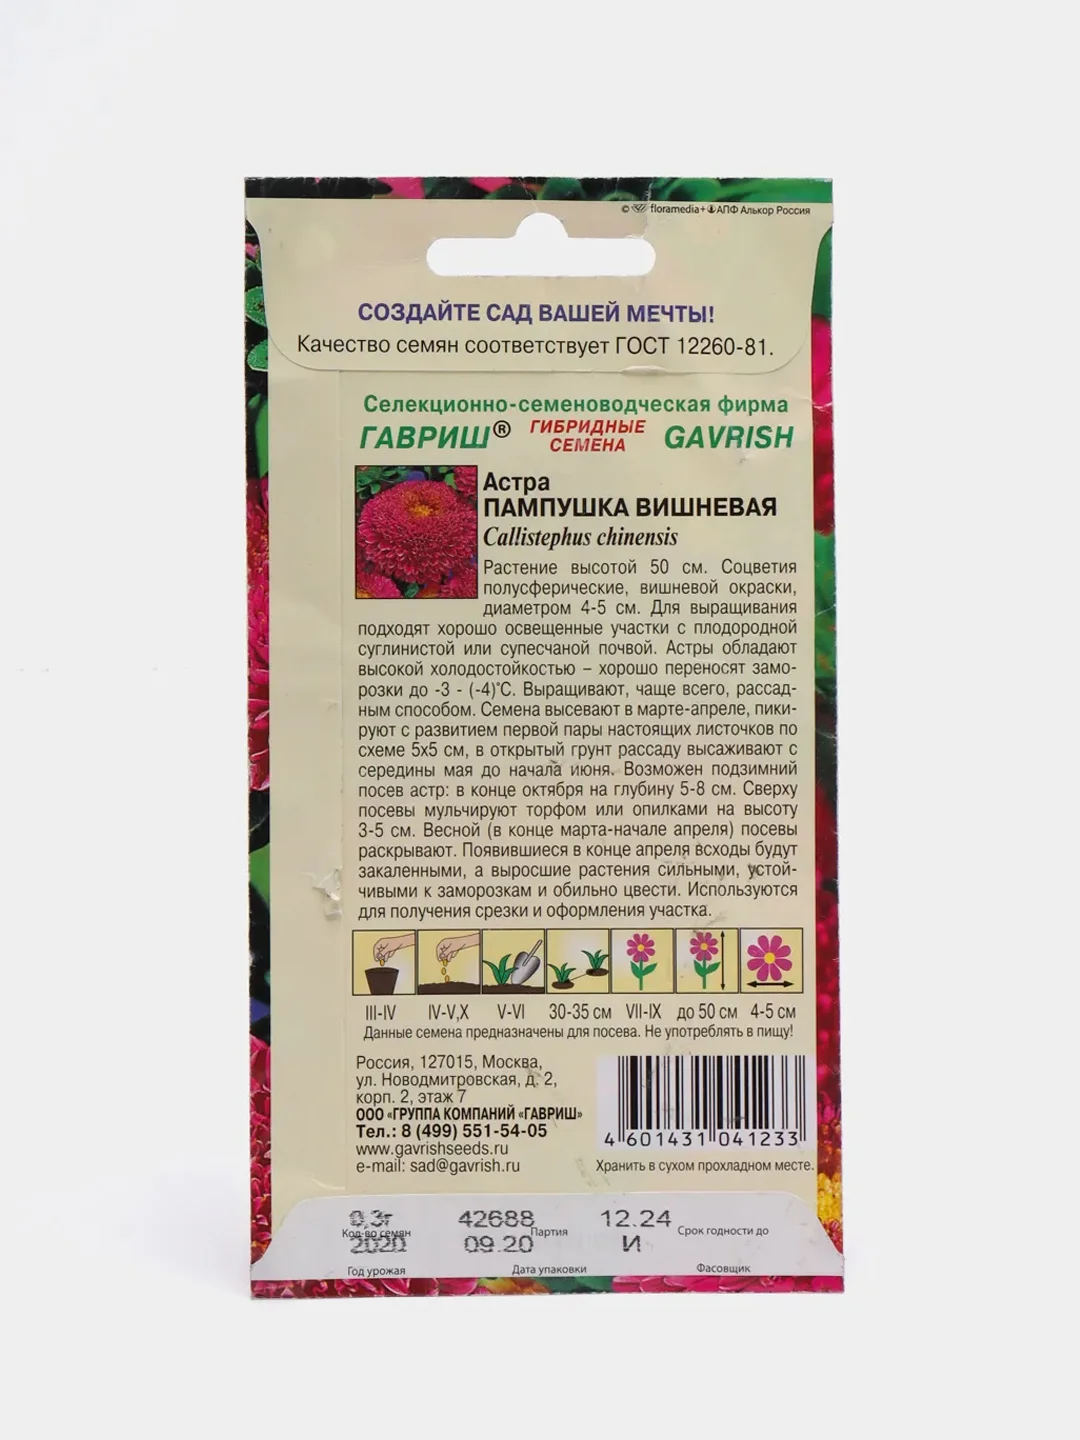 © floramedia+ АПФ Алькор Россия
СОЗДАЙТЕ САД ВАШЕЙ МЕЧТЫ!
Качество семян соответствует ГОСТ 12260-81.
Селекционно-семеноводческая фирма
ГАВРИШ® ГИБРИДНЫЕ СЕМЕНА GAVRISH
Астра
ПАМПУШКА ВИШНЕВАЯ
Callistephus chinensis
Растение высотой 50 см. Соцветия
полусферические, вишневой окраски,
диаметром 4-5 см. Для выращивания
подходят хорошо освещенные участки с плодородной
суглинистой или супесчаной почвой. Астры обладают
высокой холодостойкостью – хорошо переносят замо-
розки до -3 - (-4)°С. Выращивают, чаще всего, рассад-
ным способом. Семена высевают в марте-апреле, пики-
руют с развитием первой пары настоящих листочков по
схеме 5х5 см, в открытый грунт рассаду высаживают с
середины мая до начала июня. Возможен подзимний
посев астр: в конце октября на глубину 5-8 см. Сверху
посевы мульчируют торфом или опилками на высоту
3-5 см. Весной (в конце марта-начале апреля) посевы
раскрывают. Появившиеся в конце апреля всходы будут
закаленными, а выросшие растения сильными, устой-
чивыми к заморозкам и обильно цвести. Используются
для получения срезки и оформления участка.
III-IV IV-V,X V-VI 30-35 см VII-IX до 50 см 4-5 см
Данные семена предназначены для посева. Не употреблять в пищу!
Россия, 127015, Москва,
ул. Новодмитровская, д. 2,
корп. 2, этаж 7
ООО «ГРУППА КОМПАНИЙ «ГАВРИШ»
Тел.: 8 (499) 551-54-05
www.gavrishseeds.ru
e-mail: sad@gavrish.ru
4 601431 041233
Хранить в сухом прохладном месте.
0,3г 42688 12.24
Кол-во семян Партия Срок годности до
2020 09.20 И
Год урожая Дата упаковки Фасовщик